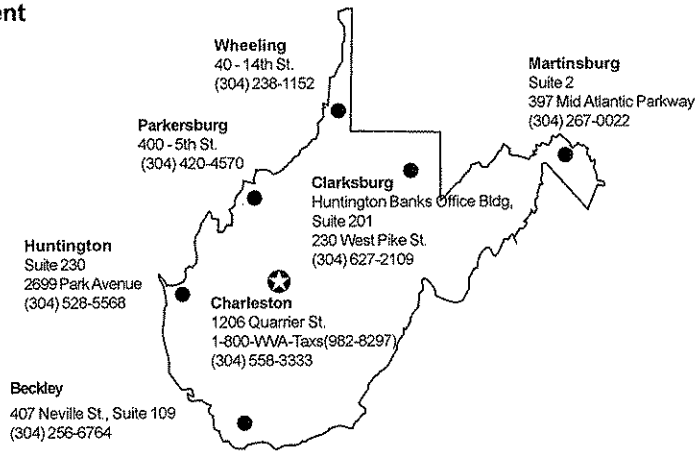 ent
Wheeling
40 - 14th St.
(304) 238-1152
Martinsburg
Suite 2
397 Mid Atlantic Parkway
(304) 267-0022
Parkersburg
400 - 5th St.
(304) 420-4570
Clarksburg
Huntington Banks Office Bldg,
Suite 201
230 West Pike St.
(304) 627-2109
Huntington
Suite 230
2699 Park Avenue
(304) 528-5568
Charleston
1206 Quarrier St.
1-800-WVA-Taxs(982-8297)
(304) 558-3333
Beckley
407 Neville St., Suite 109
(304) 256-6764